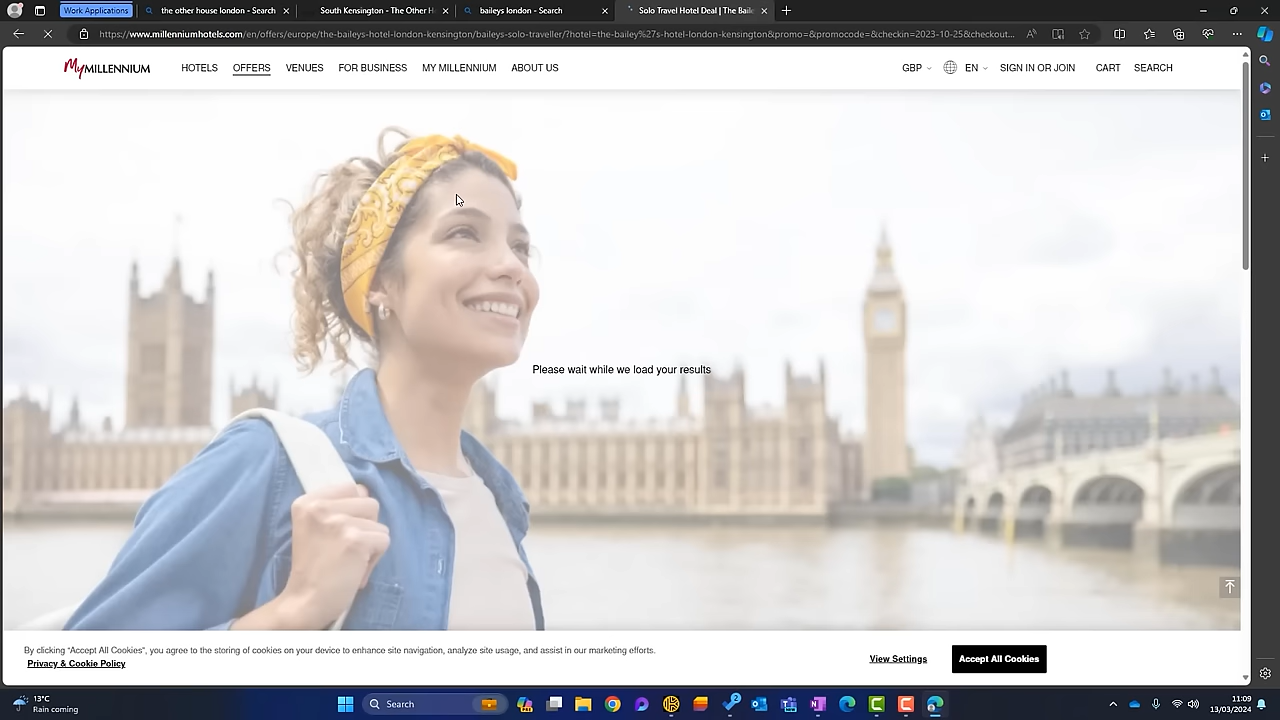 Work Applications
the other house london - Search
South Kensington - The Other H
baileys london - Search
Solo Travel Hotel Deal | The Baile
https://www.millenniumhotels.com/en/offers/europe/the-baileys-hotel-london-kensington/baileys-solo-traveller/?hotel=the-bailey%27s-hotel-london-kensington&promo=&promocode=&checkin=2023-10-25&checkout...
MyMILLENNIUM
HOTELS OFFERS VENUES FOR BUSINESS MY MILLENNIUM ABOUT US GBP EN SIGN IN OR JOIN CART SEARCH
Please wait while we load your results
By clicking "Accept All Cookies", you agree to the storing of cookies on your device to enhance site navigation, analyze site usage, and assist in our marketing efforts.
Privacy & Cookie Policy
View Settings
Accept All Cookies
13°C
Rain coming
Search
2
11:09
13/03/2024